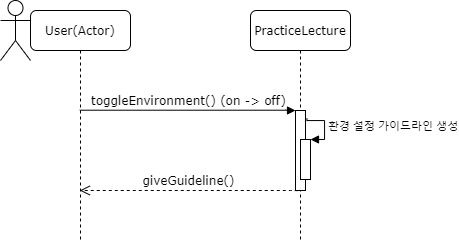 User(Actor)
PracticeLecture
toggleEnvironment() (on -> off)
환경 설정 가이드라인 생성
giveGuideline()